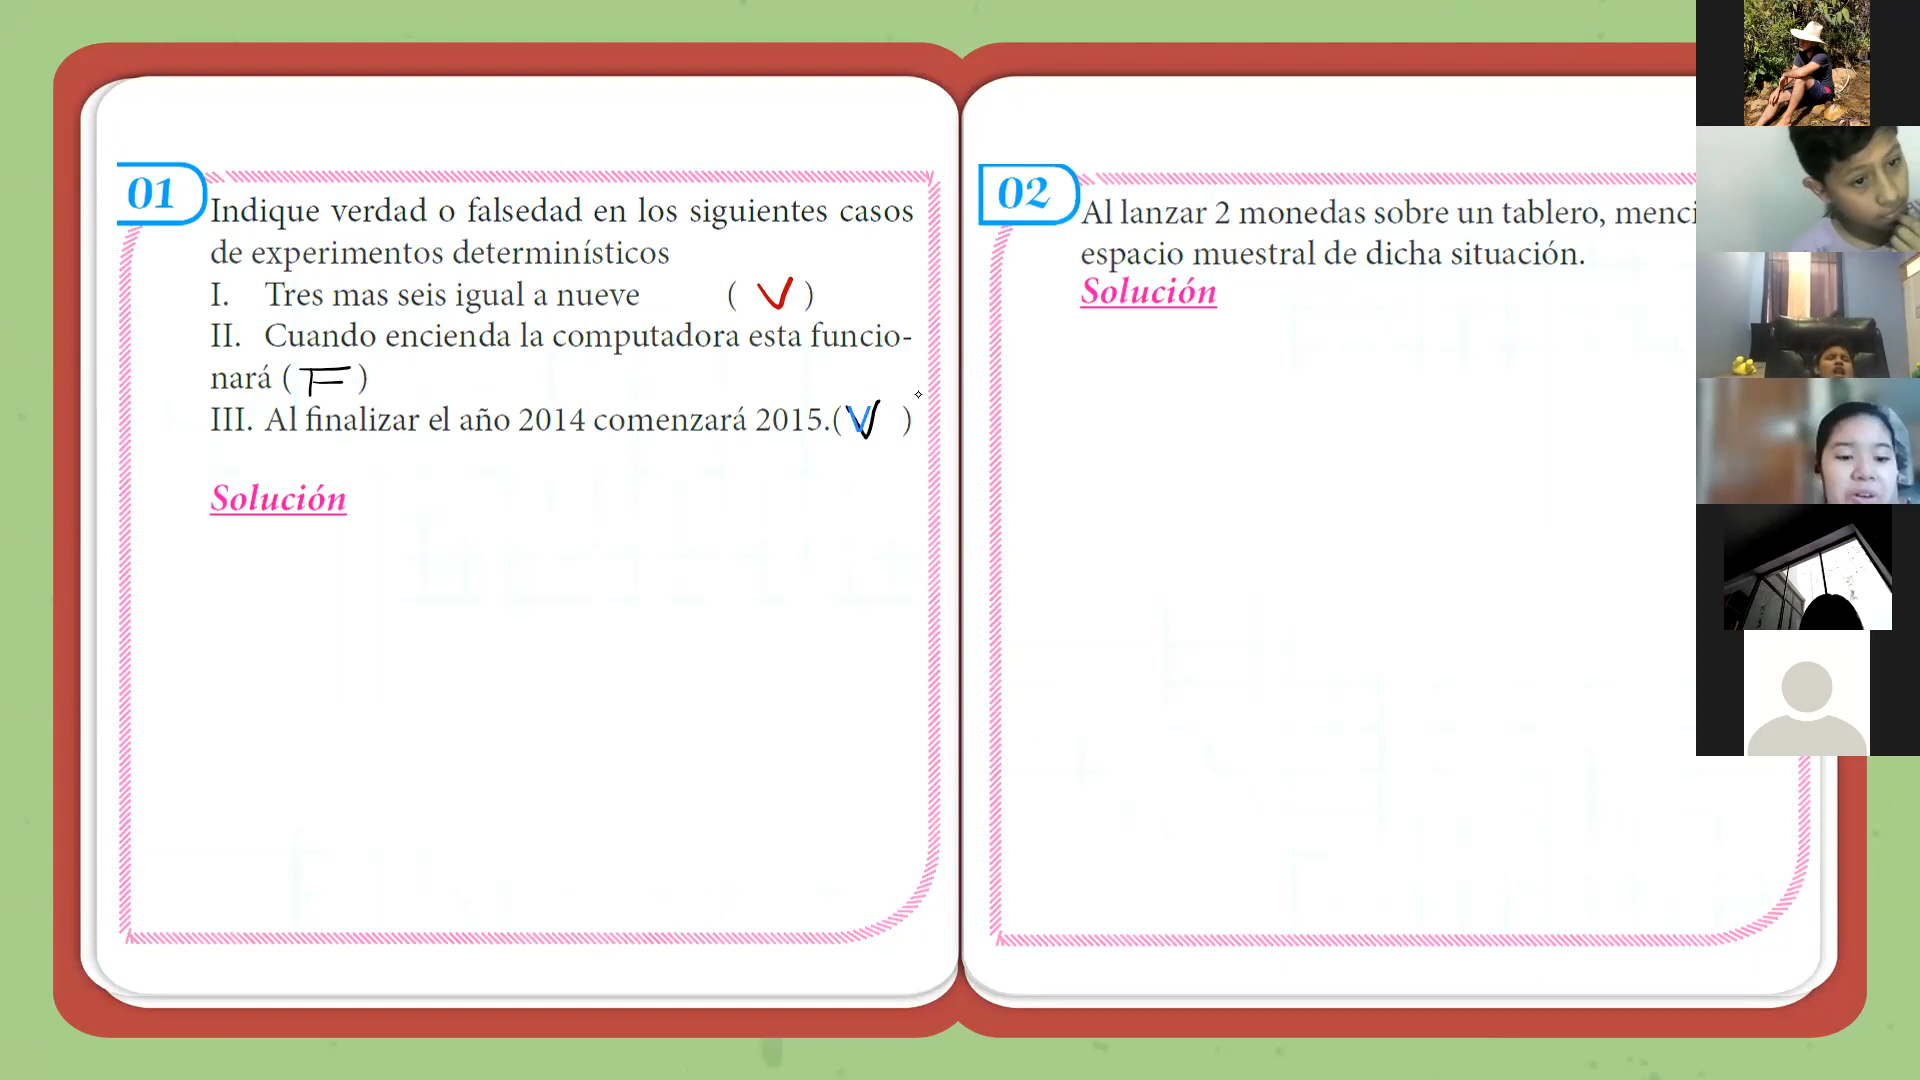 01
Indique verdad o falsedad en los siguientes casos
de experimentos determinísticos
I. Tres mas seis igual a nueve ( V )
II. Cuando encienda la computadora esta funcio-
nará ( F )
III. Al finalizar el año 2014 comenzará 2015.( V )
Solución
02
Al lanzar 2 monedas sobre un tablero, menci
espacio muestral de dicha situación.
Solución